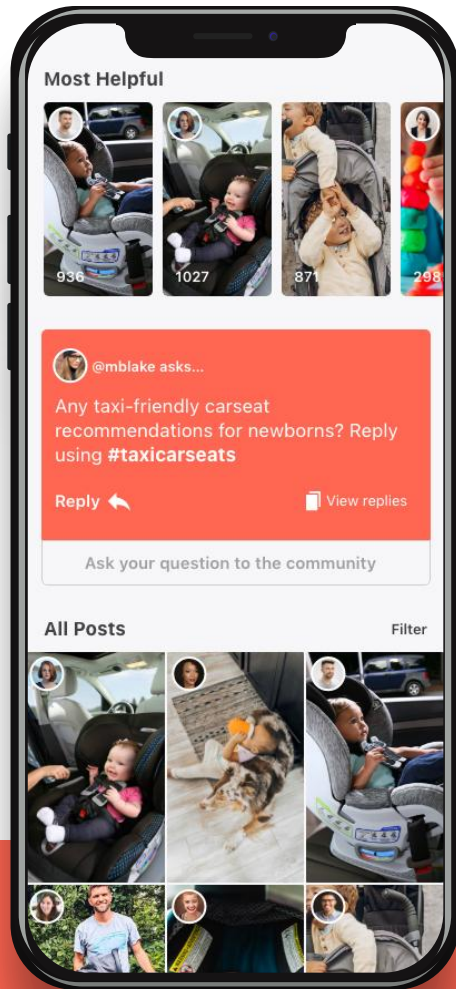 Most Helpful
936
1027
871
298
@mblake asks...
Any taxi-friendly carseat
recommendations for newborns? Reply
using #taxicarseats
Reply
View replies
Ask your question to the community
All Posts
Filter